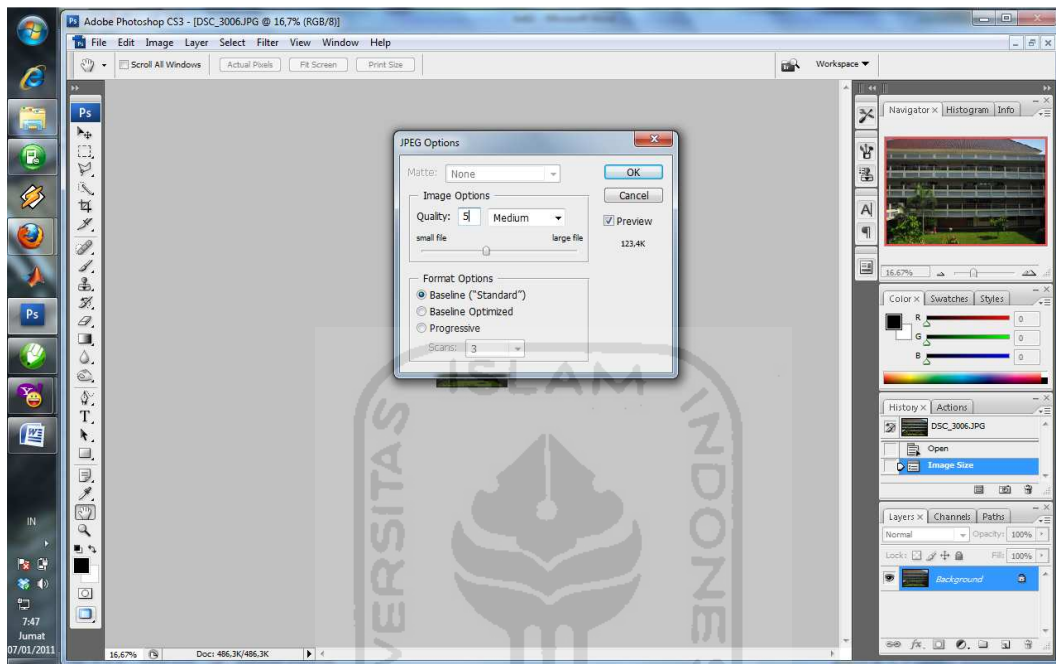 Adobe Photoshop CS3 - [DSC_3006.JPG @ 16,7% (RGB/8)]
File Edit Image Layer Select Filter View Window Help
Scroll All Windows Actual Pixels Fit Screen Print Size Workspace
Ps
JPEG Options
Matte: None
OK
Image Options
Cancel
Quality: 5 Medium
Preview
small file large file
123,4K
Format Options
Baseline ("Standard")
Baseline Optimized
Progressive
Scans: 3
Navigator Histogram Info
16.67%
Color Swatches Styles
R 0
G 0
B 0
History Actions
DSC_3006.JPG
Open
Image Size
Layers Channels Paths
Normal Opacity: 100%
Lock: Fill: 100%
Background
16,67% Doc: 486,3K/486,3K
Ps
IN
7:47
Jumat
07/01/2011
ISLAM
VERSITAS
INDONE